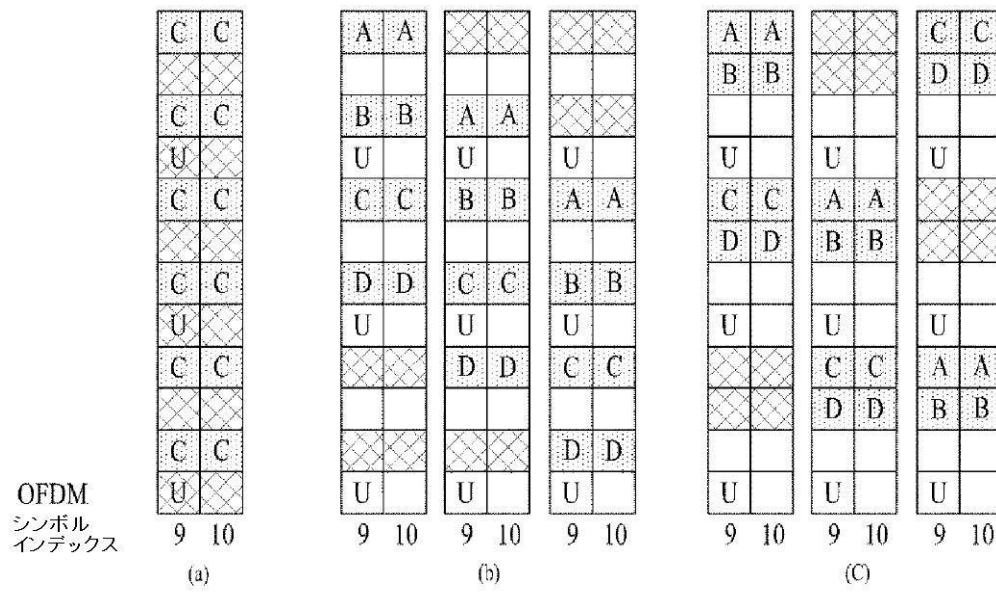 C C A A A A C C
B B D D
C C B B A A
U U U U U U U
C C C C B B A A C C A A
D D B B
C C D D C C B B
U U U U U U U
C C D D C C C C A A
D D B B
C C D D
OFDM U U U U U U U
シンボル
インデックス 9 10 9 10 9 10 9 10 9 10 9 10 9 10
(a) (b) (C)